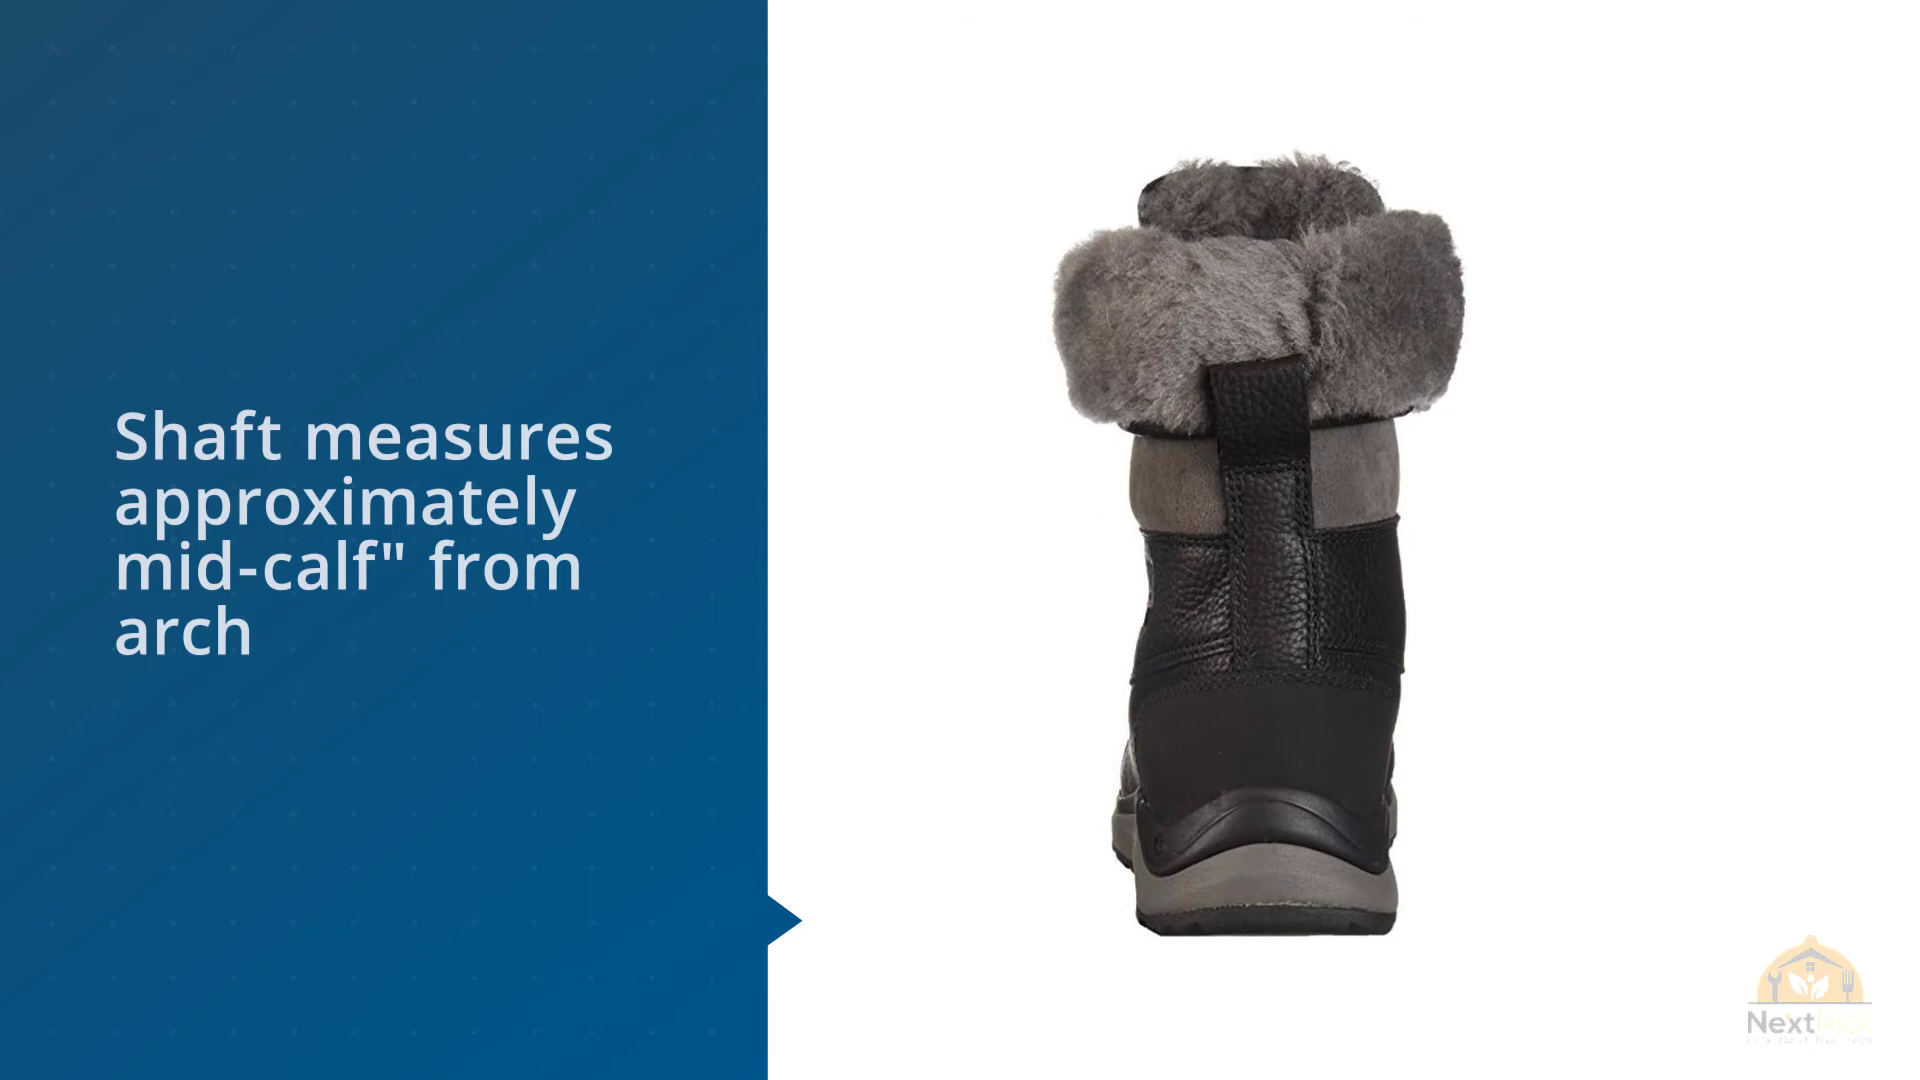 Shaft measures
approximately
mid-calf" from
arch
Next